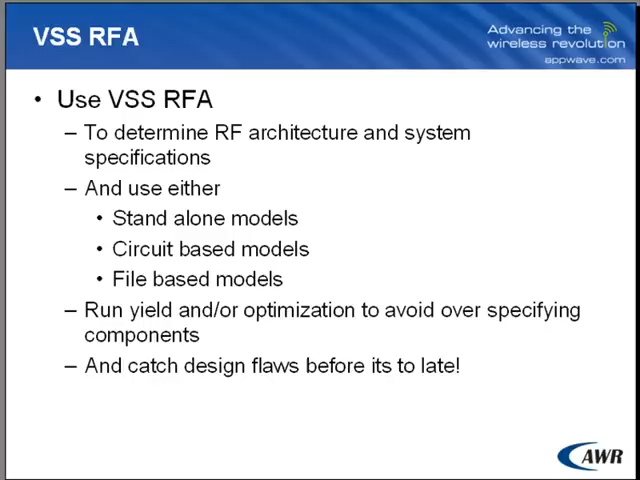 VSS RFA
Advancing the
wireless revolution
appwave.com
• Use VSS RFA
– To determine RF architecture and system
specifications
– And use either
• Stand alone models
• Circuit based models
• File based models
– Run yield and/or optimization to avoid over specifying
components
– And catch design flaws before its to late!
AWR